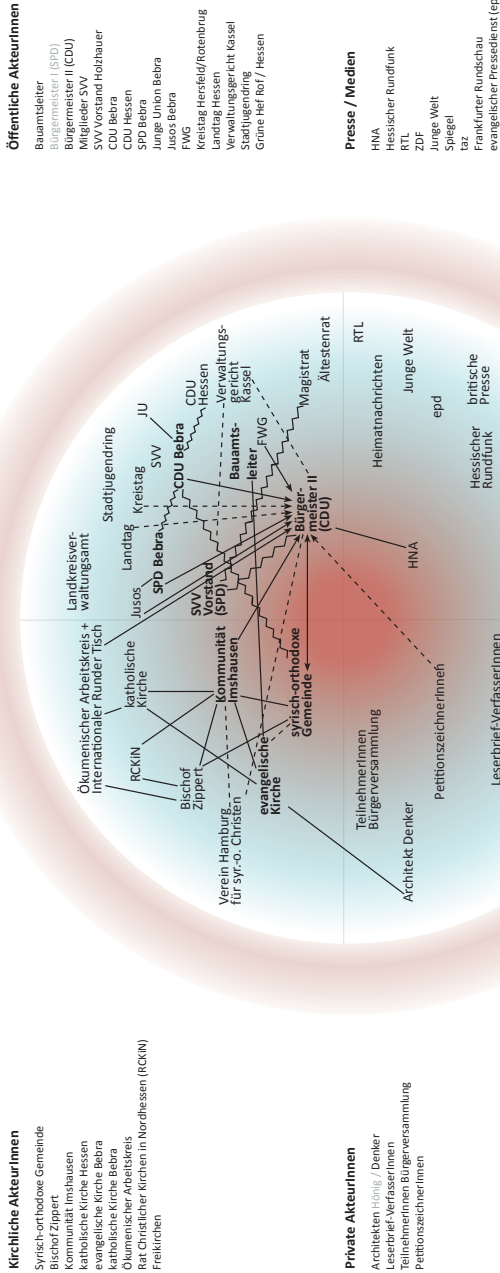 Kirchliche AkteurInnen
Syrisch-orthodoxe Gemeinde
Bischof Zippert
Kommunität Imshausen
katholische Kirche Hessen
evangelische Kirche Bebra
katholische Kirche Bebra
Ökumenischer Arbeitskreis
Rat Christlicher Kirchen in Nordhessen (RCKiN)
Freikirchen
Öffentliche AkteurInnen
Bauamtsleiter
Bürgermeister I (SPD)
Bürgermeister II (CDU)
Mitglieder SVV
SVV Vorstand Holzhauer
CDU Bebra
CDU Hessen
SPD Bebra
Junge Union Bebra
Jusos Bebra
FWG
Kreistag Hersfeld/Rotenbrug
Landtag Hessen
Verwaltungsgericht Kassel
Stadtjugendring
Grüne Hef Rof / Hessen
Ökumenischer Arbeitskreis +
Internationaler Runder Tisch
Landkreisver-
waltungsamt
Stadtjugendring
JU
katholische
Kirche
RCKiN
Jusos
Landtag
Kreistag
SVV
SPD Bebra
CDU Bebra
CDU
Hessen
Bischof
Zippert
Kommunität
Imshausen
SVV
Vorstand
(SPD)
Bauamts-
leiter
Verwaltungs-
gericht
Kassel
Verein Hamburg
für syr.-o. Christen
evangelische
Kirche
FWG
syrisch-orthodoxe
Gemeinde
Bürger-
meister II
(CDU)
Magistrat
Ältestenrat
TeilnehmerInnen
Bürgerversammlung
RTL
Heimatnachrichten
Architekt Denker
PetitionszeichnerInneh
HNA
Junge Welt
epd
Hessischer
Rundfunk
britische
Presse
Leserbrief-VerfasserInnen
Private AkteurInnen
Architekten Hönig / Denker
Leserbrief-VerfasserInnen
TeilnehmerInnen Bürgerversammlung
PetitionszeichnerInnen
Presse / Medien
HNA
Hessischer Rundfunk
RTL
ZDF
Junge Welt
Spiegel
taz
Frankfurter Rundschau
evangelischer Pressedienst (ep